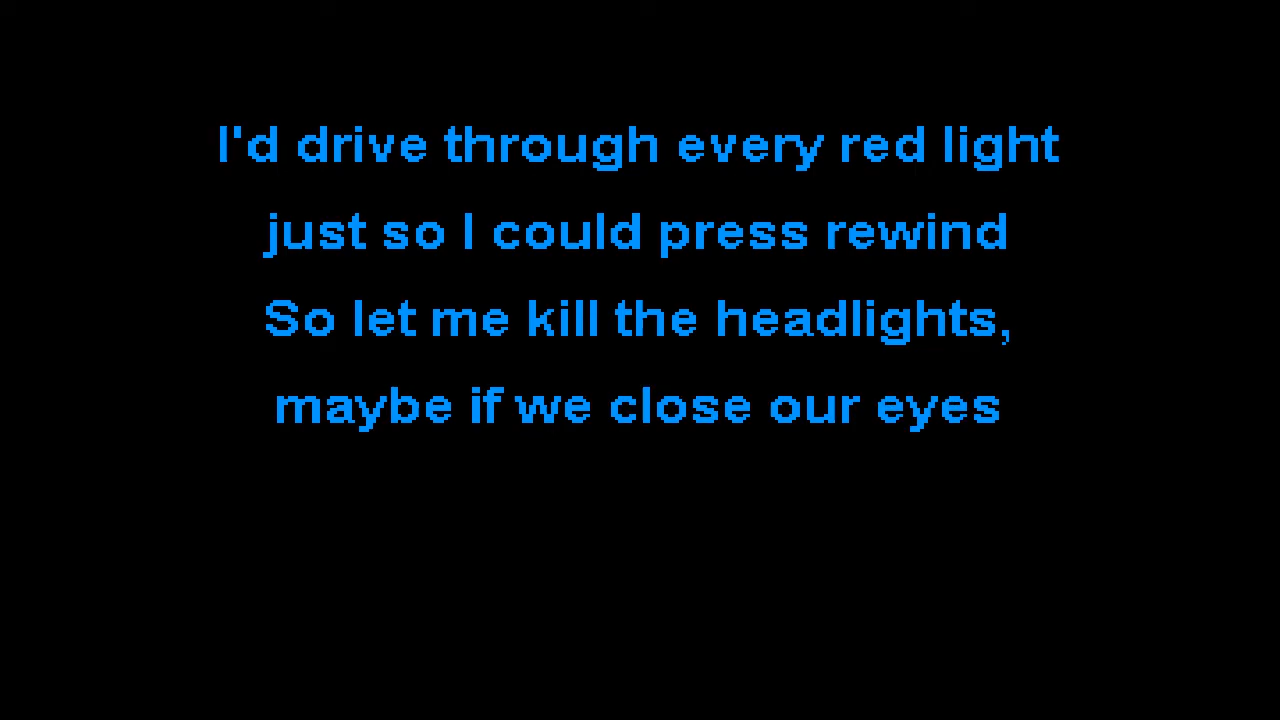 I'd drive through every red light
just so I could press rewind
So let me kill the headlights,
maybe if we close our eyes